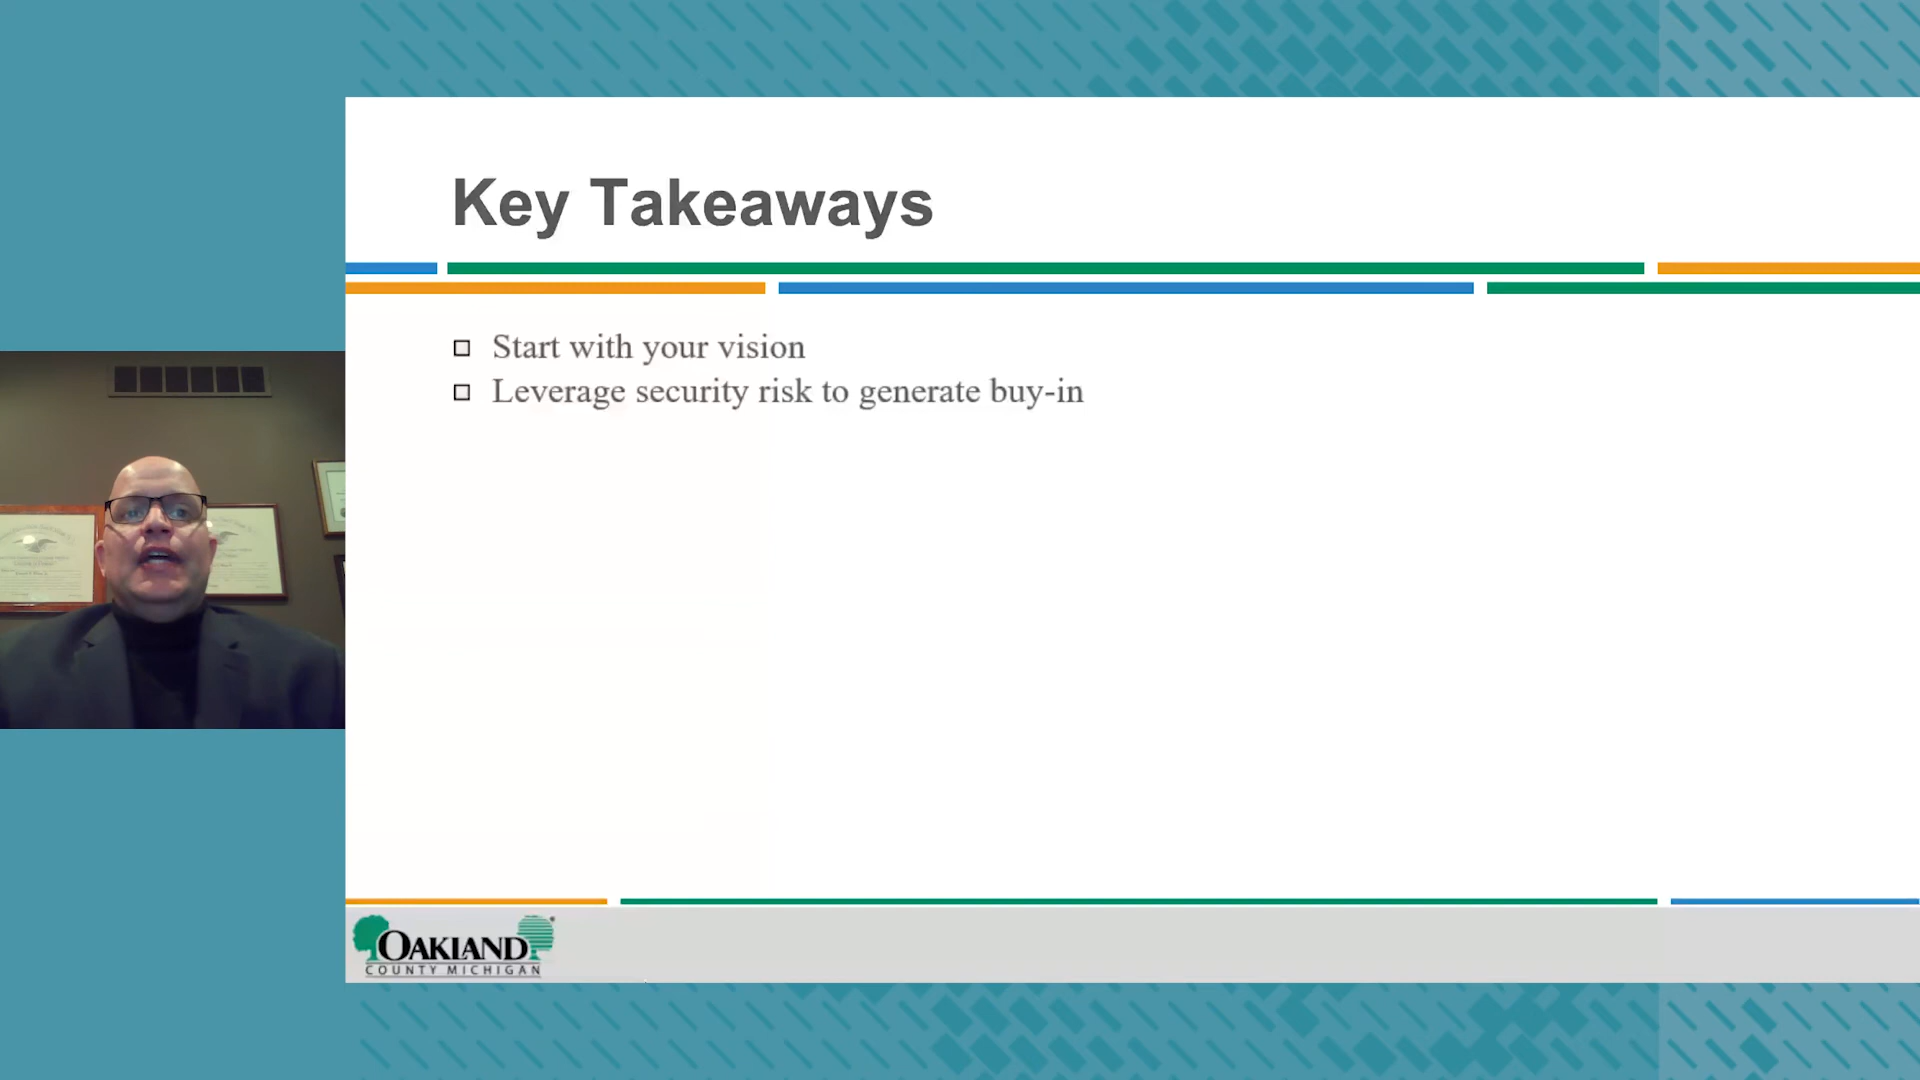 Key Takeaways
Start with your vision
Leverage security risk to generate buy-in
OAKLAND
COUNTY MICHIGAN